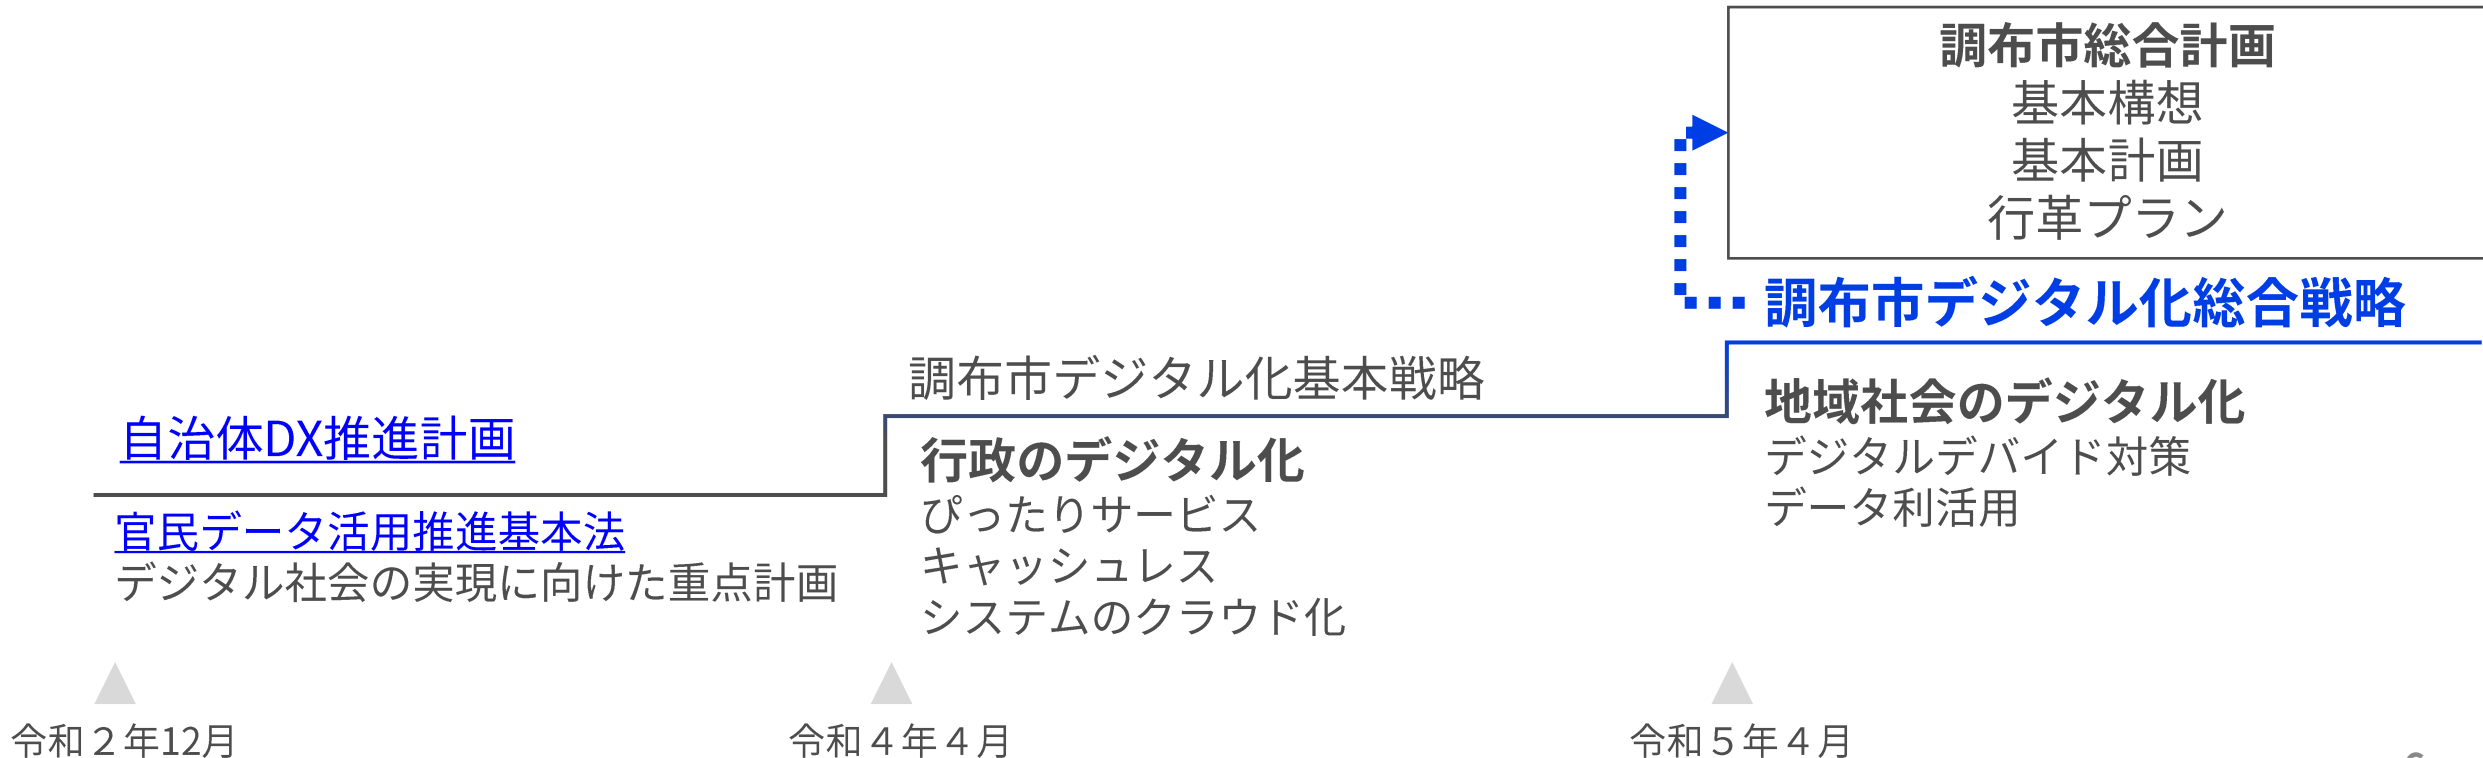 調布市総合計画
基本構想
基本計画
行革プラン
調布市デジタル化総合戦略
地域社会のデジタル化
デジタルデバイド対策
データ利活用
調布市デジタル化基本戦略
行政のデジタル化
ぴったりサービス
キャッシュレス
システムのクラウド化
自治体DX推進計画
官民データ活用推進基本法
デジタル社会の実現に向けた重点計画
令和２年12月
令和４年４月
令和５年４月